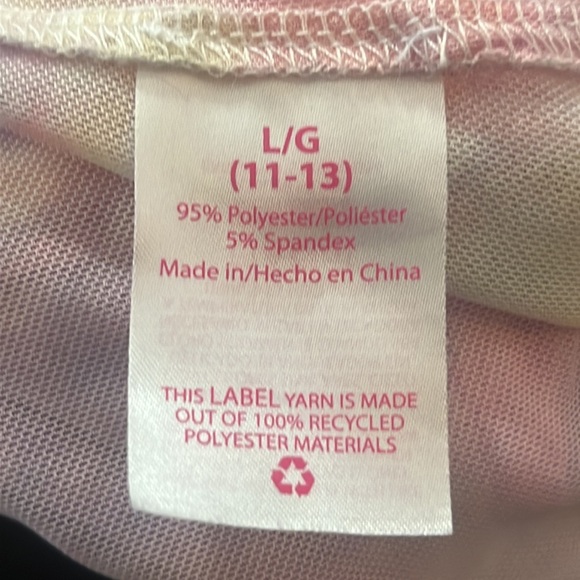 L/G
(11-13)
95% Polyester/Poliéster
5% Spandex
Made in/Hecho en China
THIS LABEL YARN IS MADE
OUT OF 100% RECYCLED
POLYESTER MATERIALS